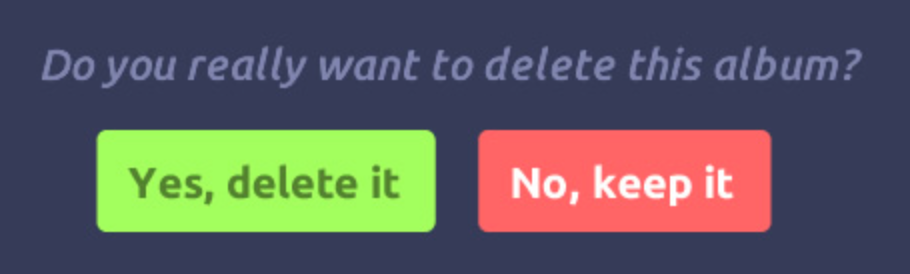 Do you really want to delete this album?
Yes, delete it
No, keep it